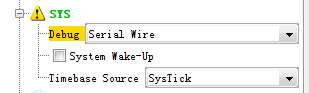 SYS
Debug Serial Wire
System Wake-Up
Timebase Source SysTick